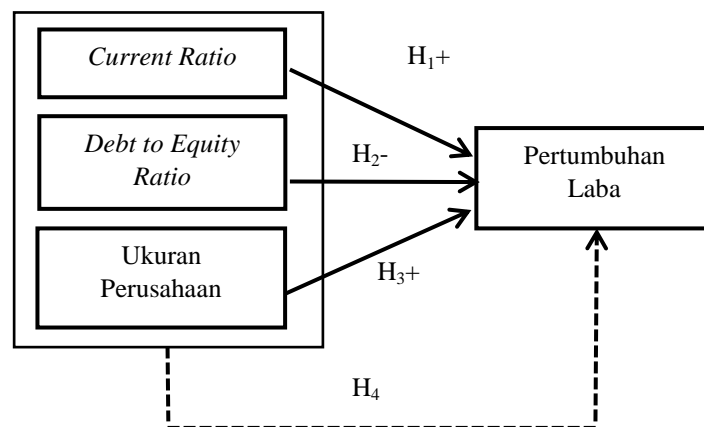 Current Ratio
H₁+
Debt to Equity
Ratio
H₂-
Pertumbuhan
Laba
Ukuran
Perusahaan
H₃+
H₄